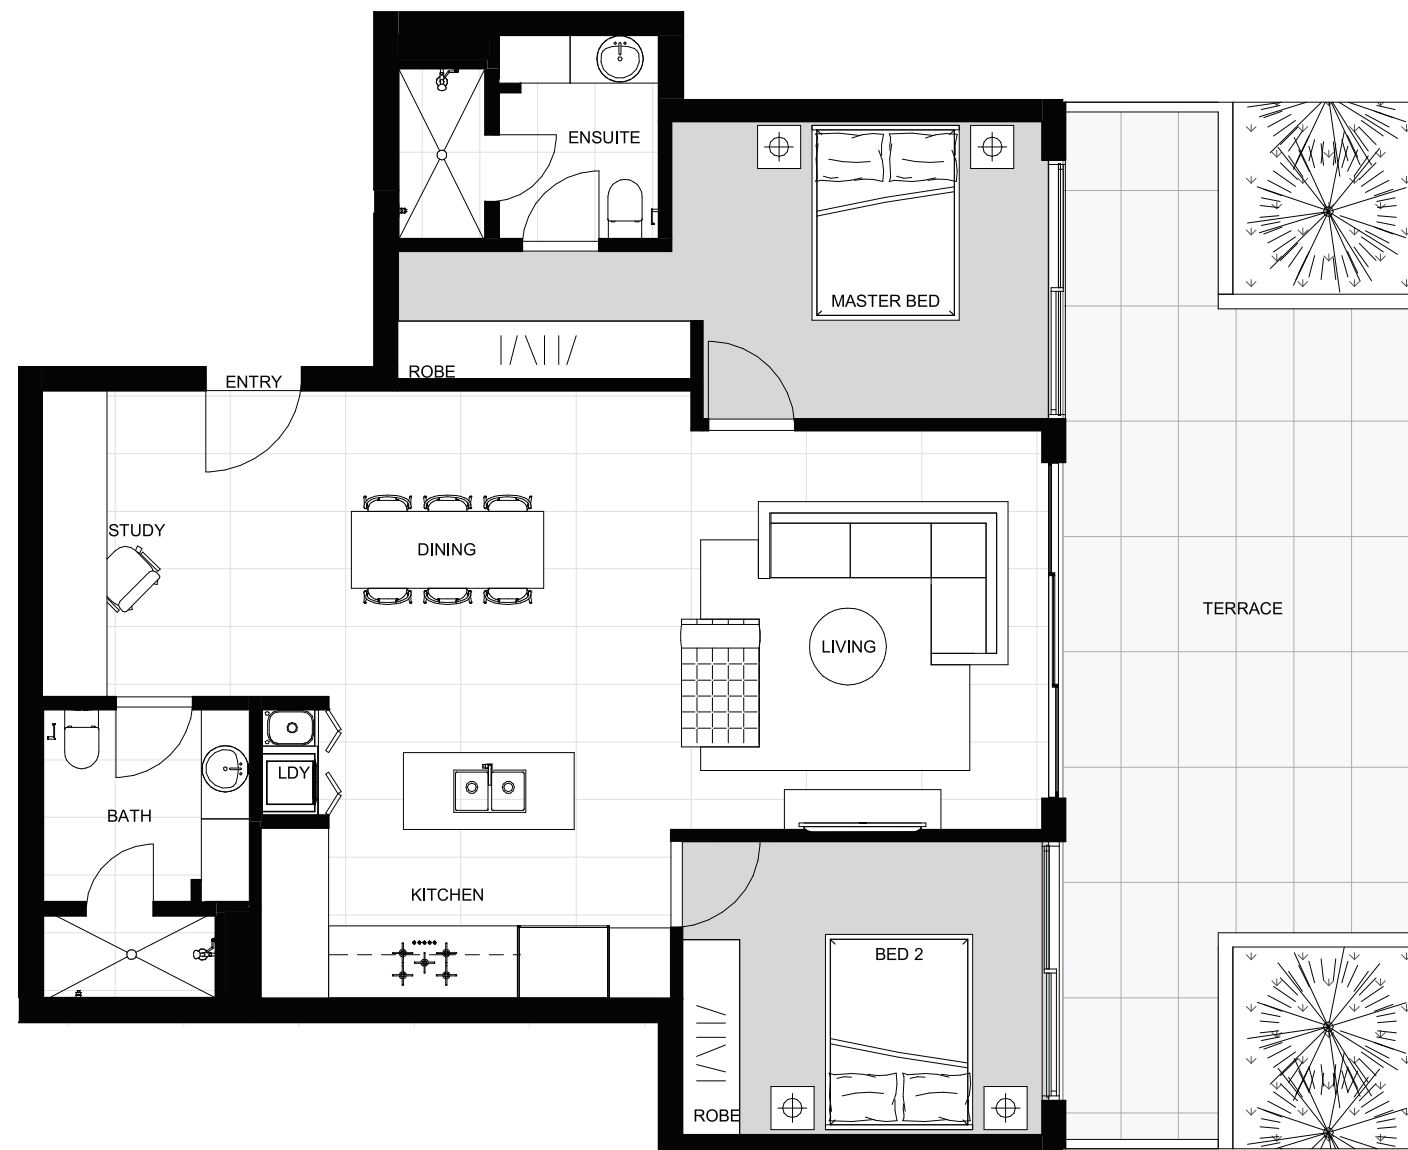 ENSUITE
MASTER BED
ROBE
ENTRY
STUDY
DINING
TERRACE
LIVING
LDY
BATH
KITCHEN
BED 2
ROBE